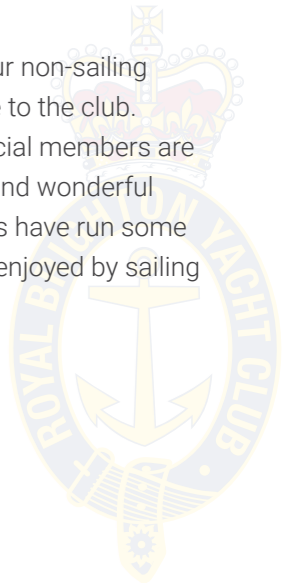 ur non-sailing
e to the club.
cial members are
nd wonderful
s have run some
enjoyed by sailing
ROYAL BRIGHTON YACHT CLUB